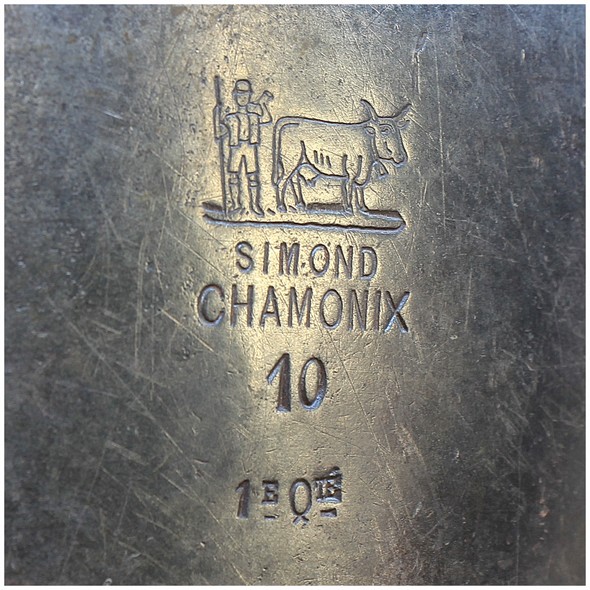 SIMOND
CHAMONIX
10
1E QTÉ